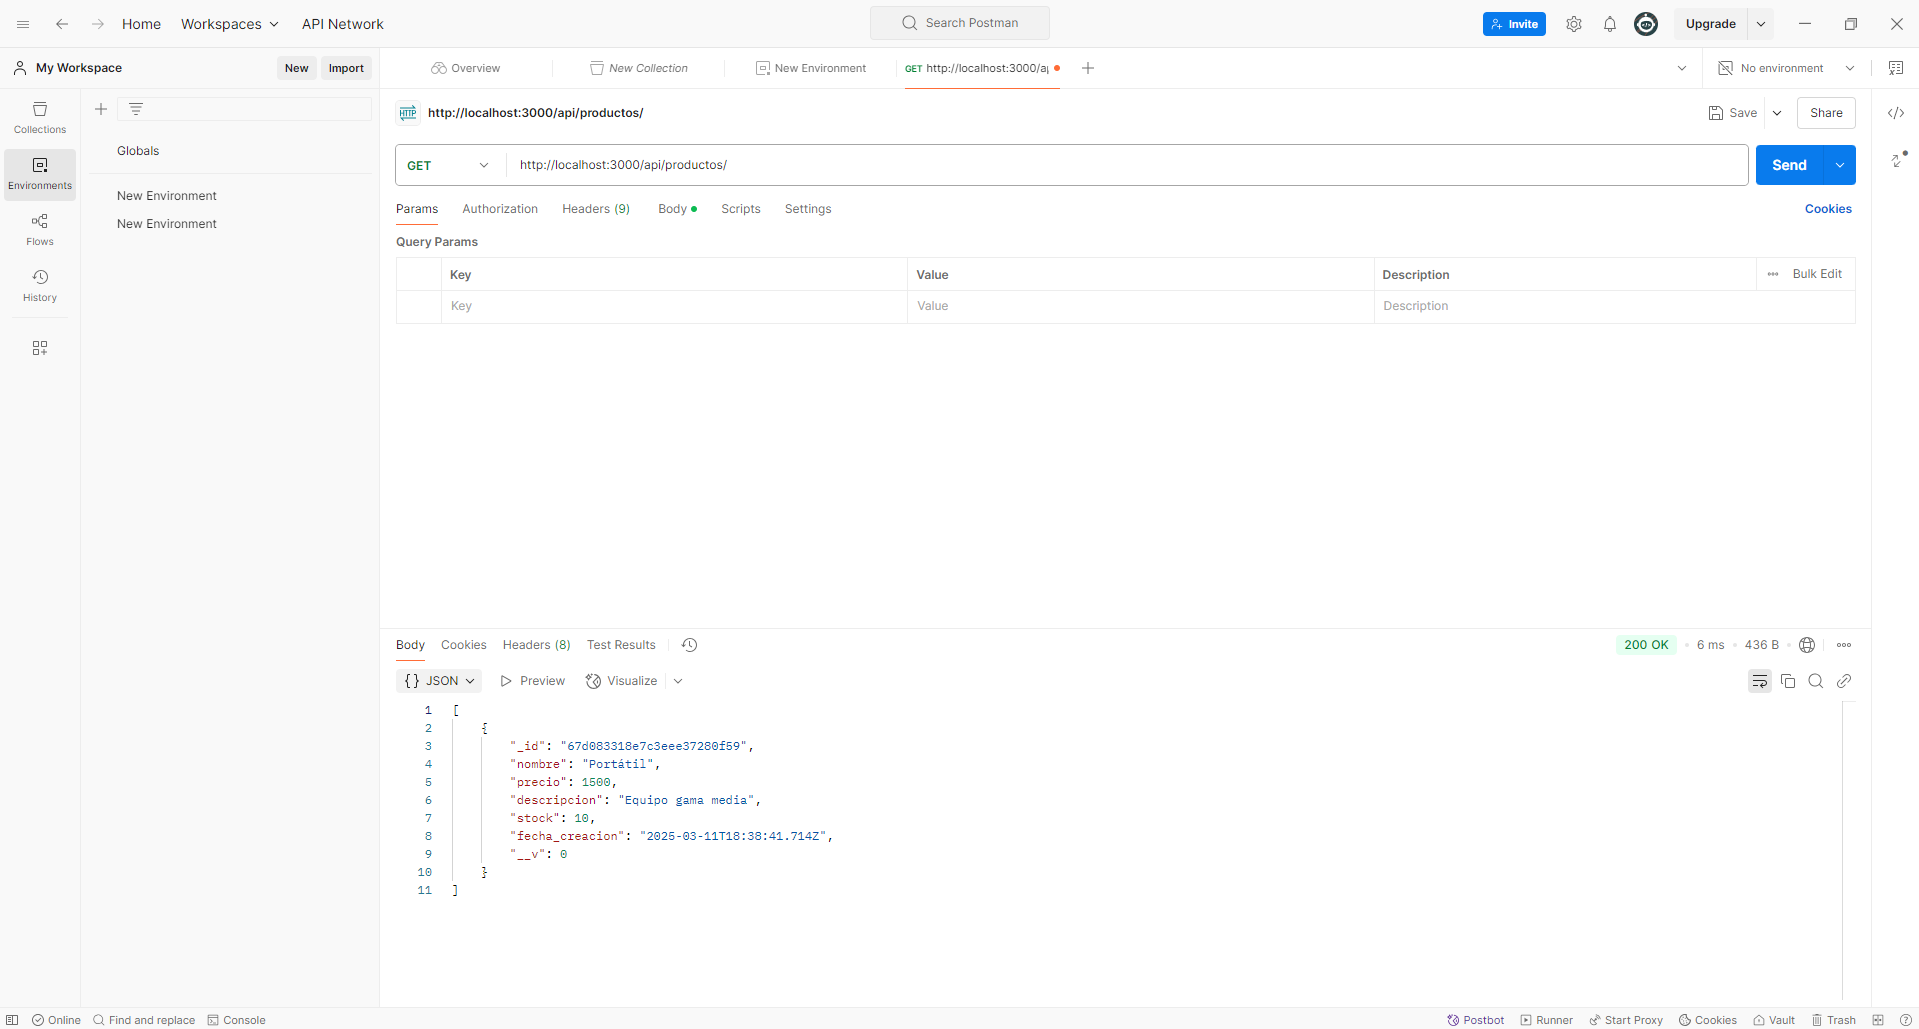 Home Workspaces API Network Search Postman Invite Upgrade
My Workspace New Import Overview New Collection New Environment GET http://localhost:3000/a No environment
http://localhost:3000/api/productos/ Save Share
Collections
Environments
Flows
History
Globals
New Environment
New Environment
GET http://localhost:3000/api/productos/ Send
Params Authorization Headers (9) Body Scripts Settings Cookies
Query Params
Key Value Description Bulk Edit
Key Value Description
Body Cookies Headers (8) Test Results 200 OK 6 ms 436 B
{} JSON Preview Visualize
1 [
2 {
3 "_id": "67d083318e7c3eee37280f59",
4 "nombre": "Portátil",
5 "precio": 1500,
6 "descripcion": "Equipo gama media",
7 "stock": 10,
8 "fecha_creacion": "2025-03-11T18:38:41.714Z",
9 "__v": 0
10 }
11 ]
Online Find and replace Console Postbot Runner Start Proxy Cookies Vault Trash